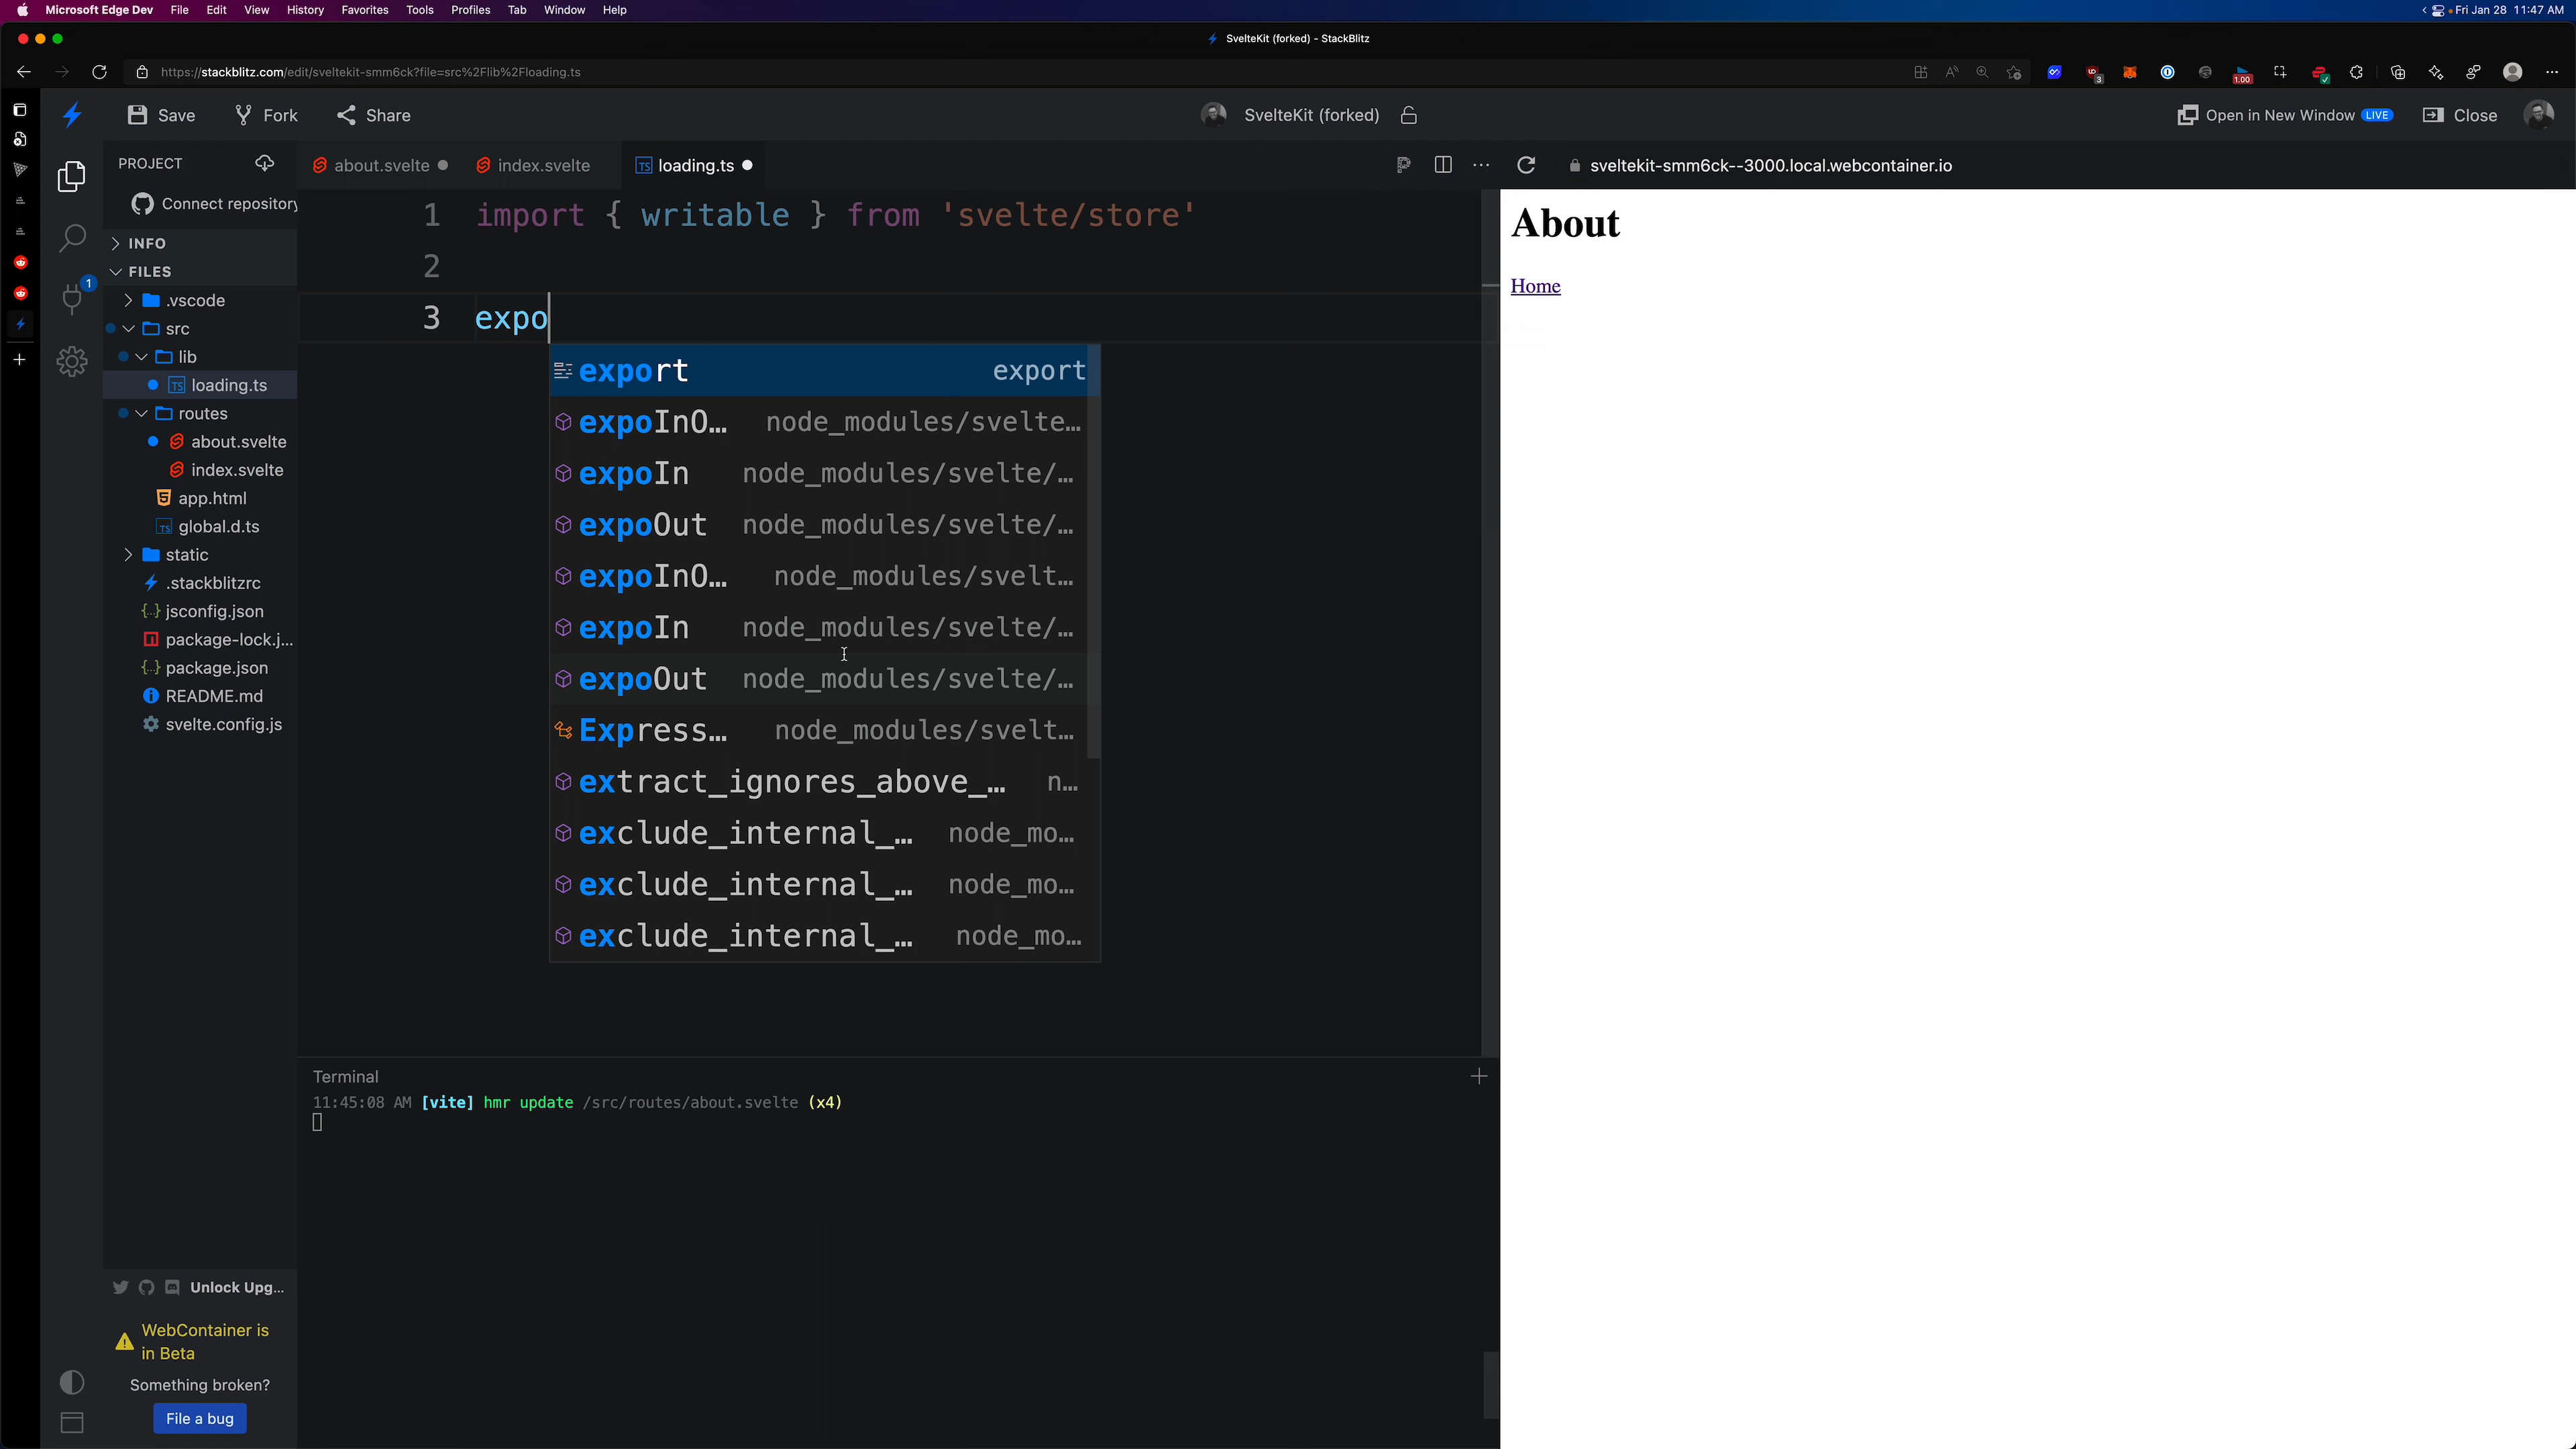 Microsoft Edge Dev File Edit View History Favorites Tools Profiles Tab Window Help Fri Jan 28 11:47 AM
SvelteKit (forked) - StackBlitz
https://stackblitz.com/edit/sveltekit-smm6ck?file=src%2Flib%2Floading.ts 3 1.00
Save Fork Share SvelteKit (forked) Open in New Window LIVE Close
PROJECT about.svelte index.svelte TS loading.ts sveltekit-smm6ck--3000.local.webcontainer.io
Connect repository
INFO
FILES
.vscode
src
lib
TS loading.ts
routes
about.svelte
index.svelte
app.html
TS global.d.ts
static
.stackblitzrc
{..} jsconfig.json
package-lock.j...
{..} package.json
README.md
svelte.config.js
1
1 import { writable } from 'svelte/store'
2
3 expo
export export
expoInO… node_modules/svelte…
expoIn node_modules/svelte/…
expoOut node_modules/svelte/…
expoInO… node_modules/svelt…
expoIn node_modules/svelte/…
expoOut node_modules/svelte/…
Express… node_modules/svelt…
extract_ignores_above_… n…
exclude_internal_… node_mo…
exclude_internal_… node_mo…
exclude_internal_… node_mo…
About
Home
Terminal
11:45:08 AM [vite] hmr update /src/routes/about.svelte (x4)
Unlock Upg...
WebContainer is
in Beta
Something broken?
File a bug